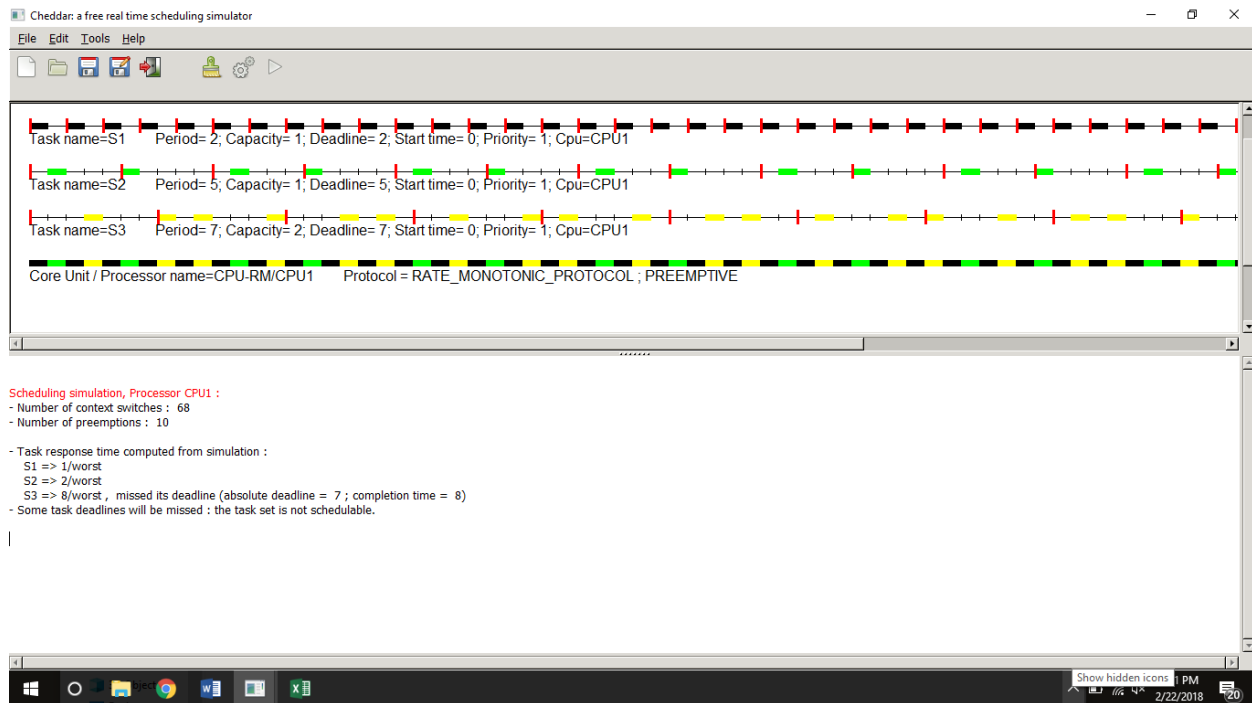 Cheddar: a free real time scheduling simulator
File Edit Tools Help
Task name=S1 Period= 2; Capacity= 1; Deadline= 2; Start time= 0; Priority= 1; Cpu=CPU1
Task name=S2 Period= 5; Capacity= 1; Deadline= 5; Start time= 0; Priority= 1; Cpu=CPU1
Task name=S3 Period= 7; Capacity= 2; Deadline= 7; Start time= 0; Priority= 1; Cpu=CPU1
Core Unit / Processor name=CPU-RM/CPU1 Protocol = RATE_MONOTONIC_PROTOCOL ; PREEMPTIVE
Scheduling simulation, Processor CPU1 :
- Number of context switches : 68
- Number of preemptions : 10
- Task response time computed from simulation :
S1 => 1/worst
S2 => 2/worst
S3 => 8/worst , missed its deadline (absolute deadline = 7 ; completion time = 8)
- Some task deadlines will be missed : the task set is not schedulable.
Show hidden icons
1 PM
2/22/2018
20